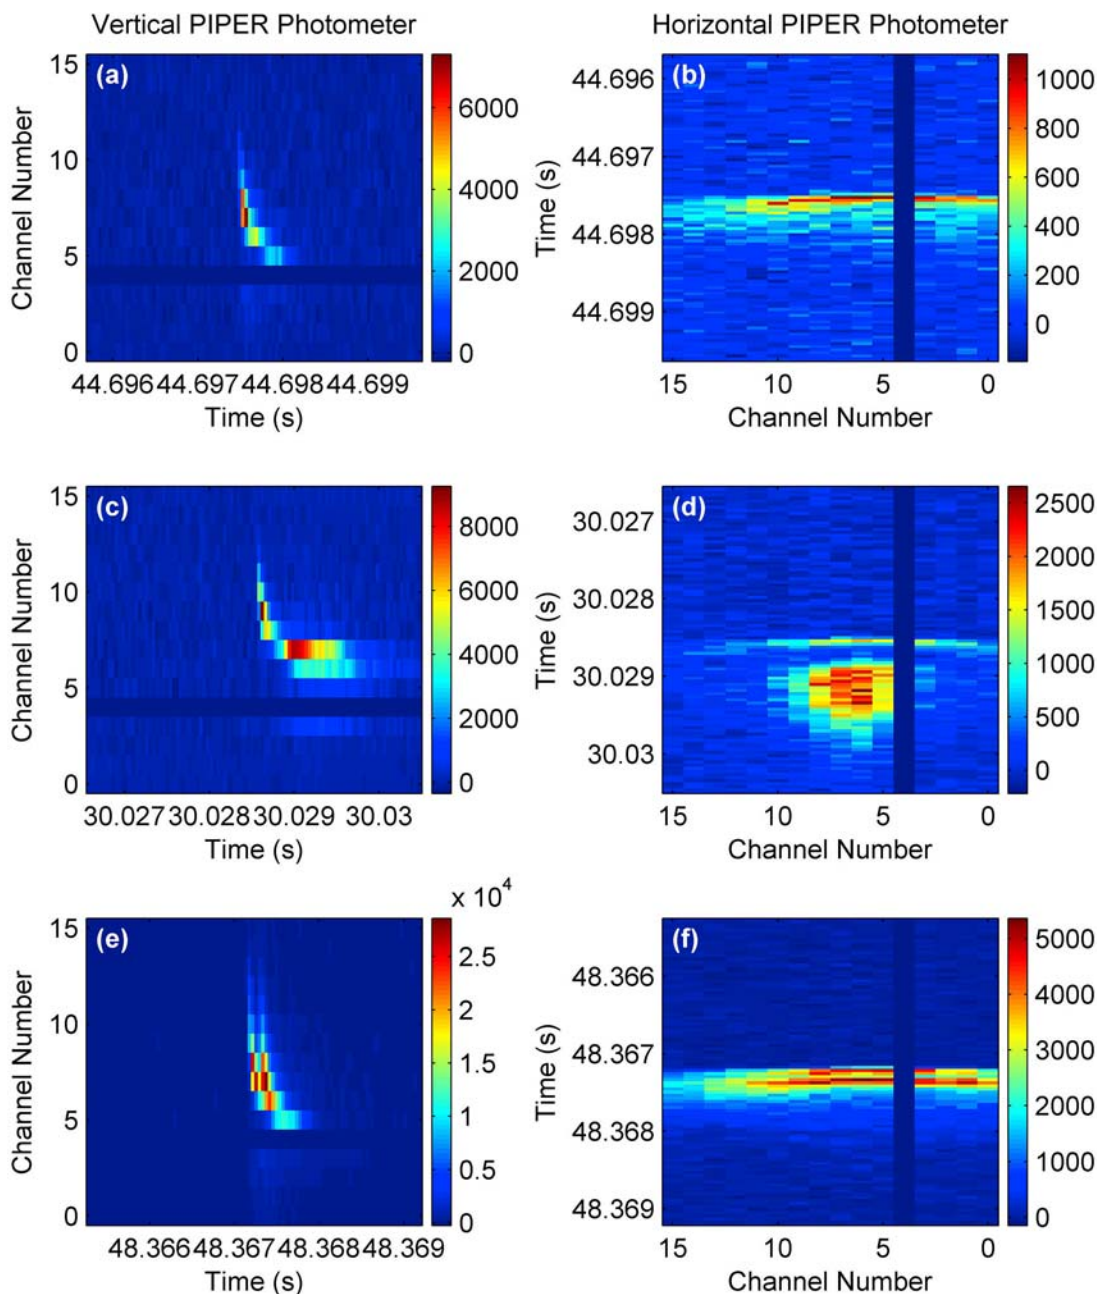 Vertical PIPER Photometer
Horizontal PIPER Photometer
(a)
Channel Number
15
10
5
0
44.696 44.697 44.698 44.699
Time (s)
6000
4000
2000
0
(b)
Time (s)
44.696
44.697
44.698
44.699
15 10 5 0
Channel Number
1000
800
600
400
200
0
(c)
Channel Number
15
10
5
0
30.027 30.028 30.029 30.03
Time (s)
8000
6000
4000
2000
0
(d)
Time (s)
30.027
30.028
30.029
30.03
15 10 5 0
Channel Number
2500
2000
1500
1000
500
0
(e)
Channel Number
15
10
5
0
48.366 48.367 48.368 48.369
Time (s)
x 10⁴
2.5
2
1.5
1
0.5
0
(f)
Time (s)
48.366
48.367
48.368
48.369
15 10 5 0
Channel Number
5000
4000
3000
2000
1000
0